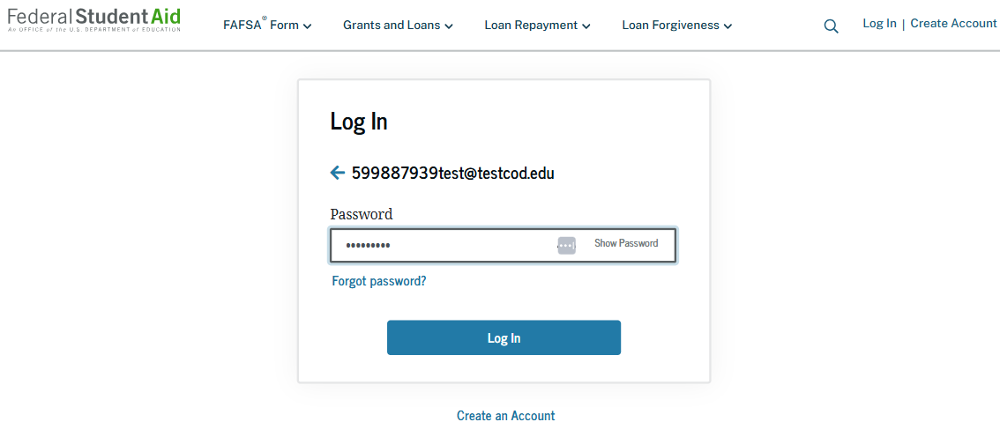 Federal Student Aid
An OFFICE of the U.S. DEPARTMENT of EDUCATION
FAFSA® Form
Grants and Loans
Loan Repayment
Loan Forgiveness
Log In | Create Account
Log In
599887939test@testcod.edu
Password
•••••••••
Show Password
Forgot password?
Log In
Create an Account